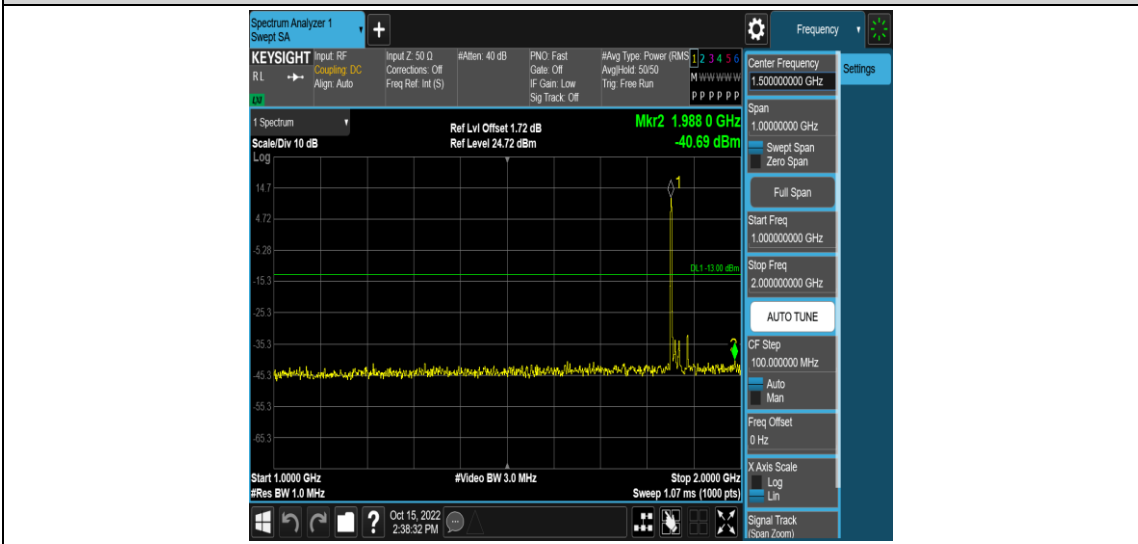 Spectrum Analyzer 1
Swept SA
+
Frequency
KEYSIGHT
RL
Input: RF
Coupling: DC
Align: Auto
Input Z: 50 Ω
Corrections: Off
Freq Ref: Int (S)
#Atten: 40 dB
PNO: Fast
Gate: Off
IF Gain: Low
Sig Track: Off
#Avg Type: Power (RMS
Avg|Hold: 50/50
Trig: Free Run
1 2 3 4 5 6
M W W W W W
P P P P P P
1 Spectrum
Scale/Div 10 dB
Log
Ref Lvl Offset 1.72 dB
Ref Level 24.72 dBm
Mkr2 1.988 0 GHz
-40.69 dBm
14.7
4.72
-5.28
-15.3
-25.3
-35.3
-45.3
-55.3
-65.3
1
DL1 -13.00 dBm
2
Start 1.0000 GHz
#Res BW 1.0 MHz
#Video BW 3.0 MHz
Stop 2.0000 GHz
Sweep 1.07 ms (1000 pts)
?
Oct 15, 2022
2:38:32 PM
Center Frequency
1.500000000 GHz
Settings
Span
1.00000000 GHz
Swept Span
Zero Span
Full Span
Start Freq
1.000000000 GHz
Stop Freq
2.000000000 GHz
AUTO TUNE
CF Step
100.000000 MHz
Auto
Man
Freq Offset
0 Hz
X Axis Scale
Log
Lin
Signal Track
(Span Zoom)